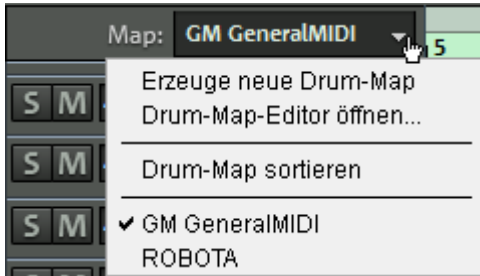 Map: GM GeneralMIDI
5
Erzeuge neue Drum-Map
Drum-Map-Editor öffnen...
S M
Drum-Map sortieren
S M
✔ GM GeneralMIDI
S M
ROBOTA